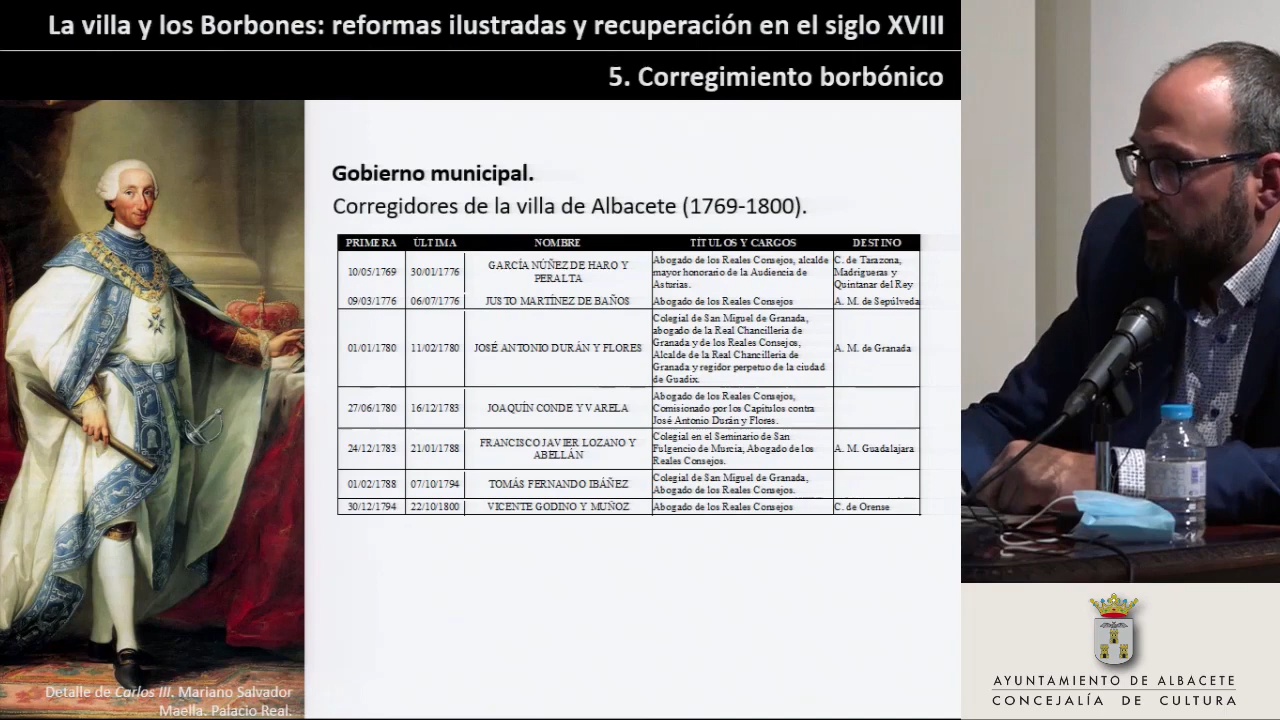 La villa y los Borbones: reformas ilustradas y recuperación en el siglo XVIII
5. Corregimiento borbónico
Gobierno municipal.
Corregidores de la villa de Albacete (1769-1800).
PRIMERA ÚLTIMA NOMBRE TÍTULOS Y CARGOS DESTINO
10/05/1769 30/01/1776 GARCÍA NÚÑEZ DE HARO Y PERALTA Abogado de los Reales Consejos, alcalde mayor honorario de la Audiencia de Asturias. C. de Tarazona, Madrigueras y Quintanar del Rey
09/03/1776 06/07/1776 JUSTO MARTÍNEZ DE BAÑOS Abogado de los Reales Consejos A. M. de Sepúlveda
01/01/1780 11/02/1780 JOSÉ ANTONIO DURÁN Y FLORES Colegial de San Miguel de Granada, abogado de la Real Chancillería de Granada y de los Reales Consejos, Alcalde de la Real Chancillería de Granada y regidor perpetuo de la ciudad de Guadix. A. M. de Granada
27/06/1780 16/12/1783 JOAQUÍN CONDE Y VARELA Abogado de los Reales Consejos, Comisionado por los Capítulos contra José Antonio Durán y Flores.
24/12/1783 21/01/1788 FRANCISCO JAVIER LOZANO Y ABELLÁN Colegial en el Seminario de San Fulgencio de Murcia, Abogado de los Reales Consejos. A. M. Guadalajara
01/02/1788 07/10/1794 TOMÁS FERNANDO IBÁÑEZ Colegial de San Miguel de Granada, Abogado de los Reales Consejos.
30/12/1794 22/10/1800 VICENTE GODINO Y MUÑOZ Abogado de los Reales Consejos C. de Orense
Detalle de Carlos III. Mariano Salvador
Maella. Palacio Real.
AYUNTAMIENTO DE ALBACETE
CONCEJALÍA DE CULTURA